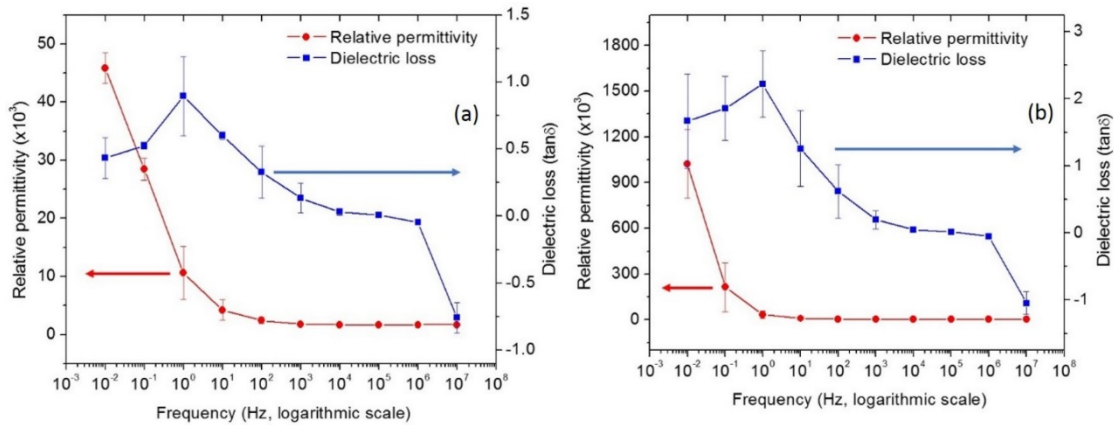 Relative permittivity (x10³)
50
40
30
20
10
0
Relative permittivity
Dielectric loss
(a)
1.5
1.0
0.5
0.0
-0.5
-1.0
Dielectric loss (tanδ)
10⁻³ 10⁻² 10⁻¹ 10⁰ 10¹ 10² 10³ 10⁴ 10⁵ 10⁶ 10⁷ 10⁸
Frequency (Hz, logarithmic scale)
Relative permittivity (x10³)
1800
1500
1200
900
600
300
0
Relative permittivity
Dielectric loss
(b)
3
2
1
0
-1
Dielectric loss (tanδ)
10⁻³ 10⁻² 10⁻¹ 10⁰ 10¹ 10² 10³ 10⁴ 10⁵ 10⁶ 10⁷ 10⁸
Frequency (Hz, logarithmic scale)